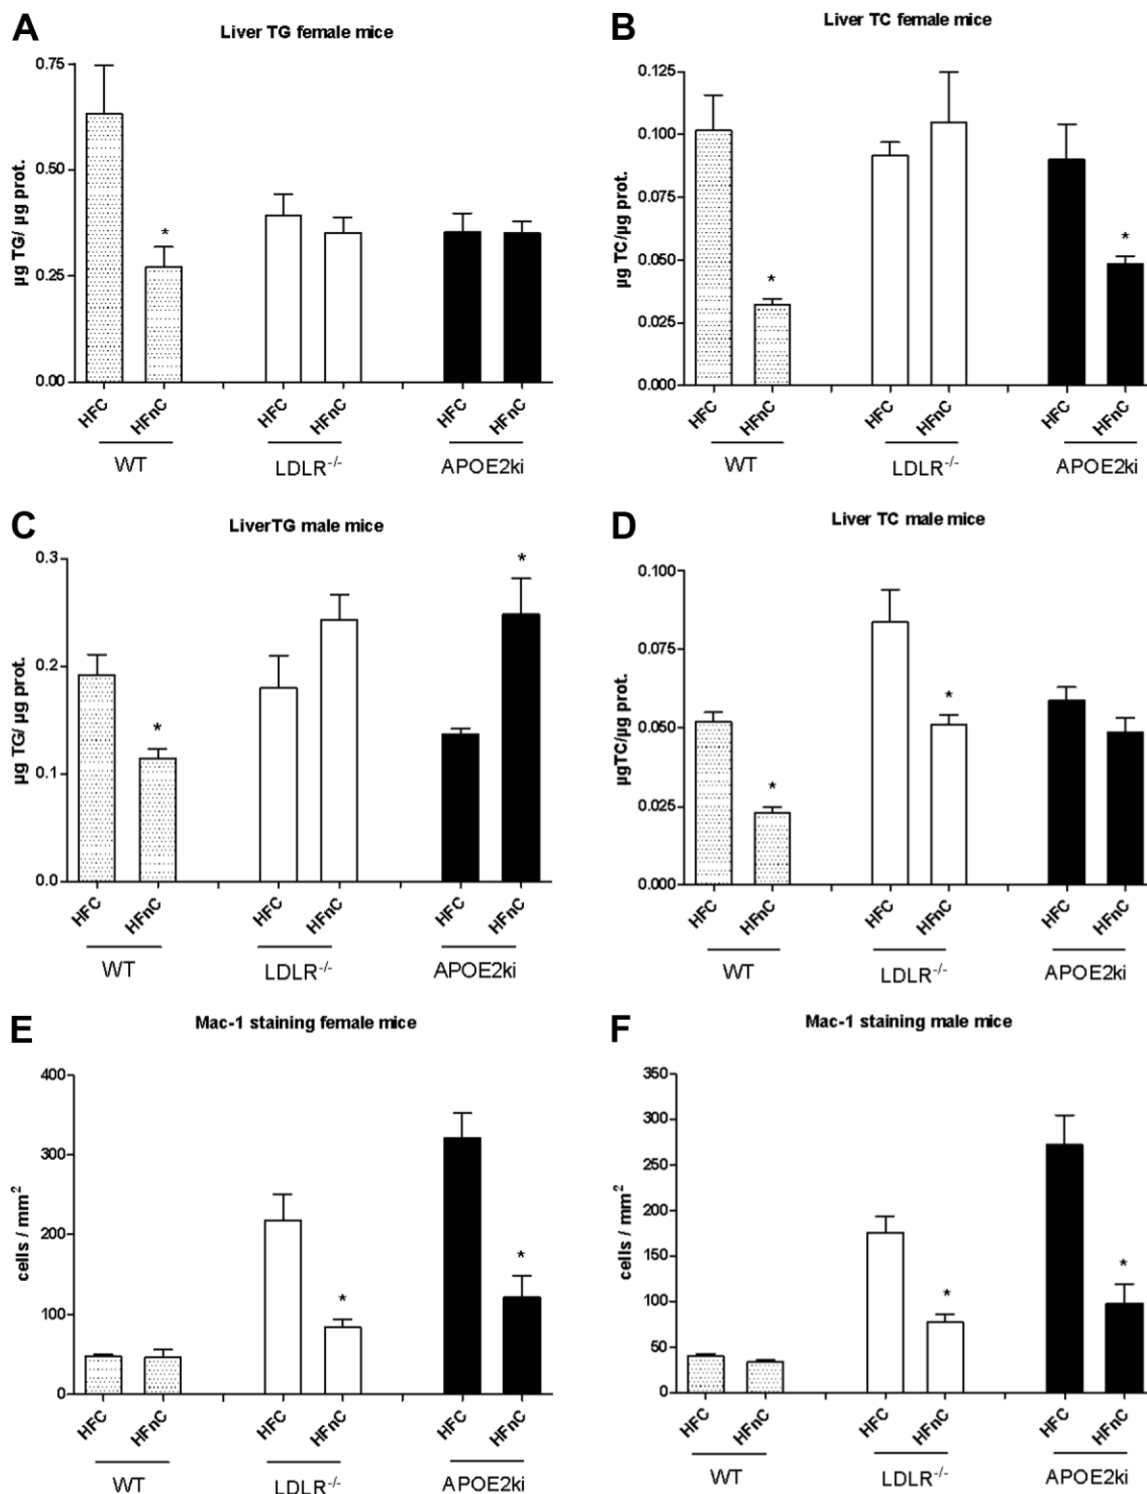 A
Liver TG female mice
µg TG/ µg prot.
0.75
0.50
0.25
0.00
*
HFC HFnC HFC HFnC HFC HFnC
WT LDLR-/- APOE2ki
B
Liver TC female mice
µg TC/µg prot.
0.125
0.100
0.075
0.050
0.025
0.000
* *
HFC HFnC HFC HFnC HFC HFnC
WT LDLR-/- APOE2ki
C
LiverTG male mice
µg TG/ µg prot.
0.3
0.2
0.1
0.0
* *
HFC HFnC HFC HFnC HFC HFnC
WT LDLR-/- APOE2ki
D
Liver TC male mice
µgTC/µg prot.
0.100
0.075
0.050
0.025
0.000
* *
HFC HFnC HFC HFnC HFC HFnC
WT LDLR-/- APOE2ki
E
Mac-1 staining female mice
cells / mm2
400
300
200
100
0
* *
HFC HFnC HFC HFnC HFC HFnC
WT LDLR-/- APOE2ki
F
Mac-1 staining male mice
cells / mm2
350
300
250
200
150
100
50
0
* *
HFC HFnC HFC HFnC HFC HFnC
WT LDLR-/- APOE2ki